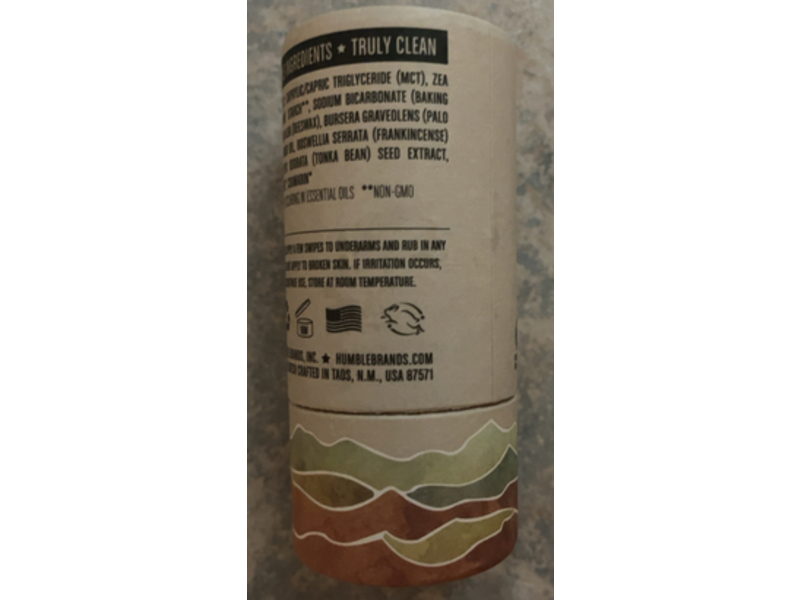 INGREDIENTS ★ TRULY CLEAN
CAPRYLIC/CAPRIC TRIGLYCERIDE (MCT), ZEA
STARCH**, SODIUM BICARBONATE (BAKING
(BEESWAX), BURSERA GRAVEOLENS (PALO
OIL, BOSWELLIA SERRATA (FRANKINCENSE)
ODORATA (TONKA BEAN) SEED EXTRACT,
COUMARIN*
IN ESSENTIAL OILS **NON-GMO
A FEW SWIPES TO UNDERARMS AND RUB IN ANY
APPLY TO BROKEN SKIN. IF IRRITATION OCCURS,
USE. STORE AT ROOM TEMPERATURE.
BRANDS, INC. ★ HUMBLEBRANDS.COM
CRAFTED IN TAOS, N.M., USA 87571